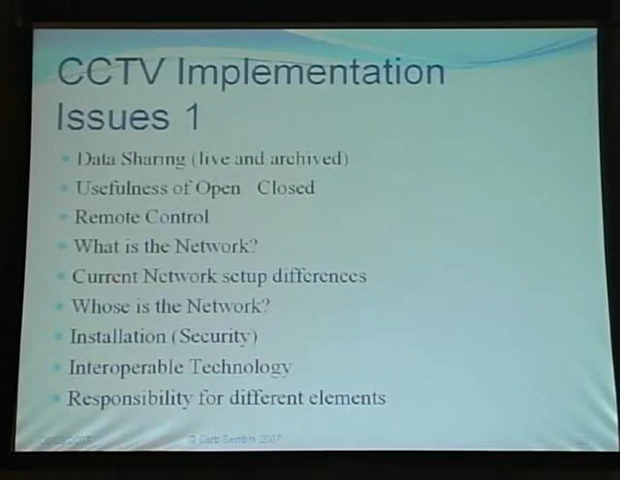 CCTV Implementation
Issues 1
Data Sharing (live and archived)
Usefulness of Open Closed
Remote Control
What is the Network?
Current Network setup differences
Whose is the Network?
Installation (Security)
Interoperable Technology
Responsibility for different elements
© 2007